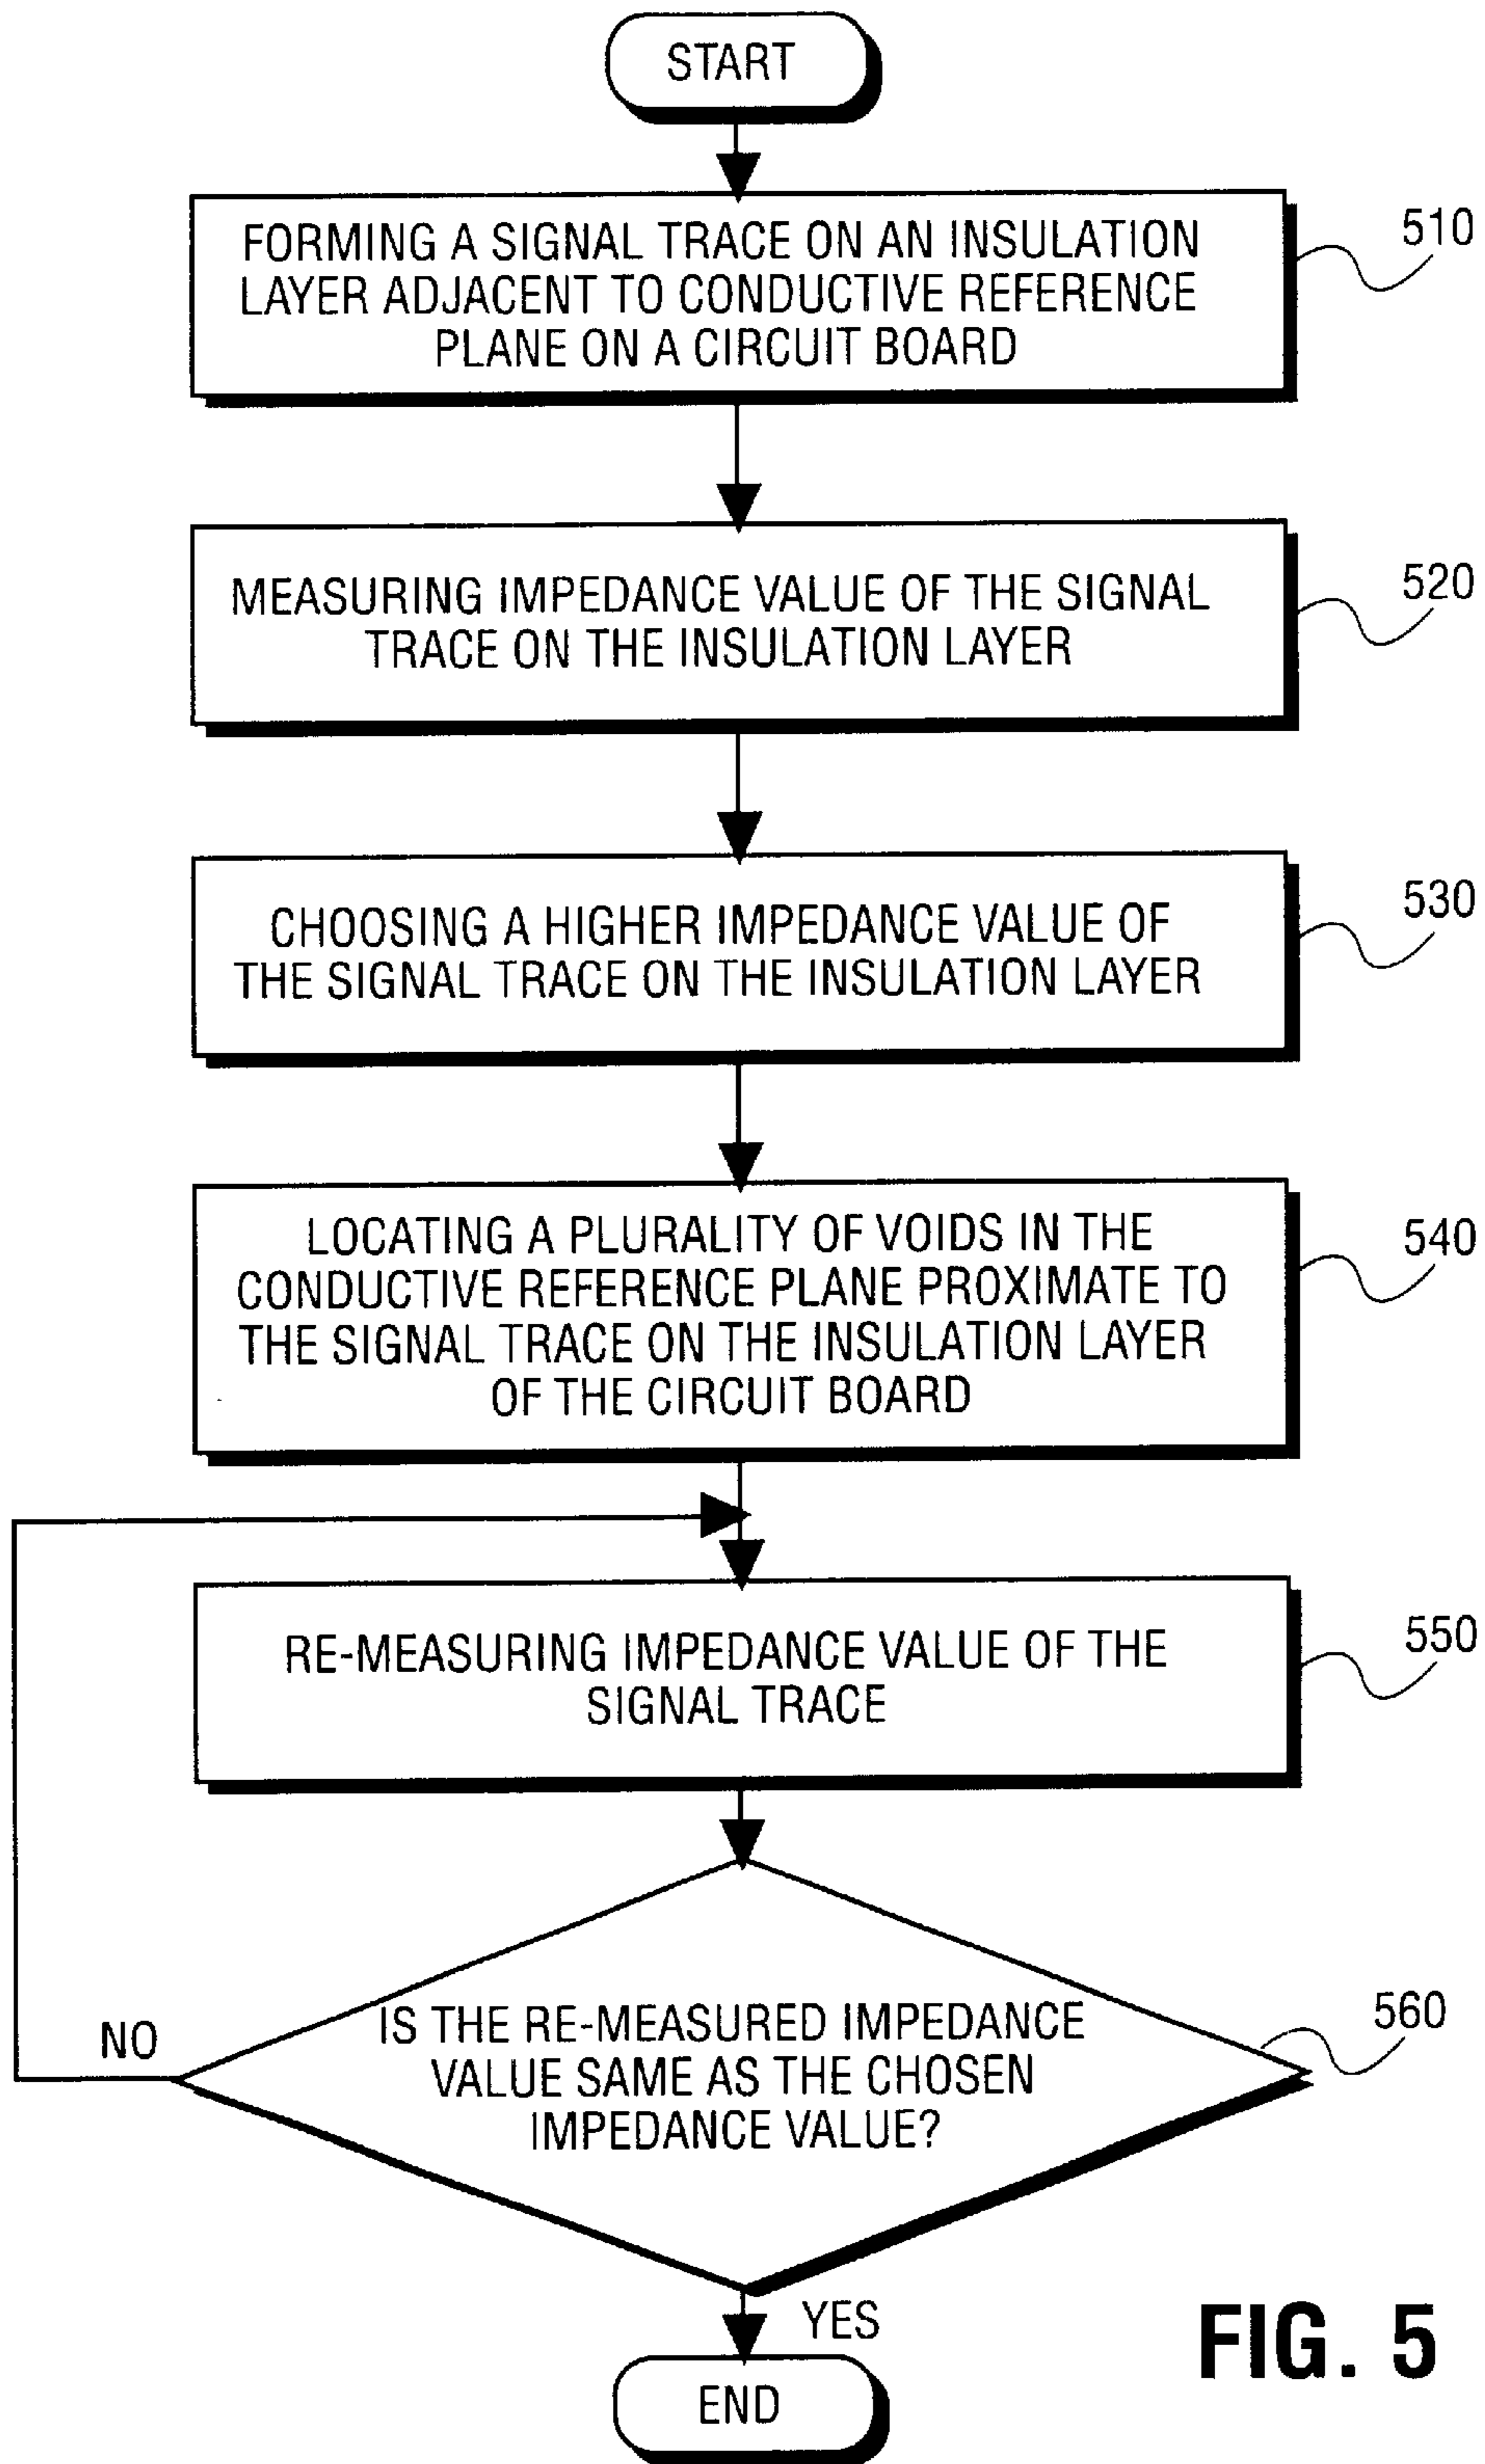 START
FORMING A SIGNAL TRACE ON AN INSULATION
LAYER ADJACENT TO CONDUCTIVE REFERENCE
PLANE ON A CIRCUIT BOARD
510
MEASURING IMPEDANCE VALUE OF THE SIGNAL
TRACE ON THE INSULATION LAYER
520
CHOOSING A HIGHER IMPEDANCE VALUE OF
THE SIGNAL TRACE ON THE INSULATION LAYER
530
LOCATING A PLURALITY OF VOIDS IN THE
CONDUCTIVE REFERENCE PLANE PROXIMATE TO
THE SIGNAL TRACE ON THE INSULATION LAYER
OF THE CIRCUIT BOARD
540
RE-MEASURING IMPEDANCE VALUE OF THE
SIGNAL TRACE
550
IS THE RE-MEASURED IMPEDANCE
VALUE SAME AS THE CHOSEN
IMPEDANCE VALUE?
560
NO
YES
END
FIG. 5